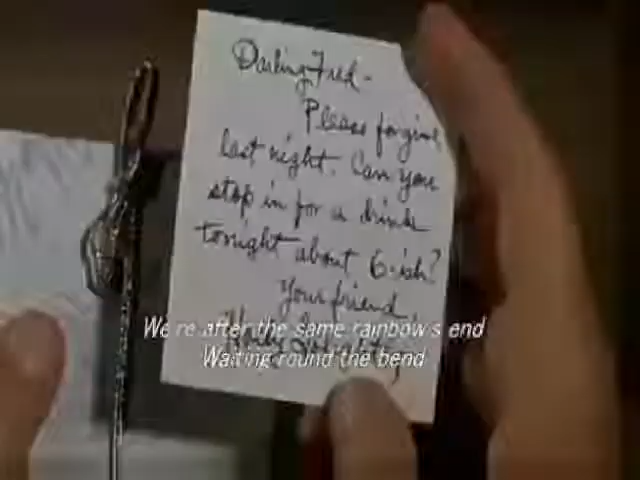 Darling Fred -
Please forgive
last night. Can you
stop in for a drink
tonight about 6-ish?
Your friend,
We're after the same rainbow's end
Waiting round the bend